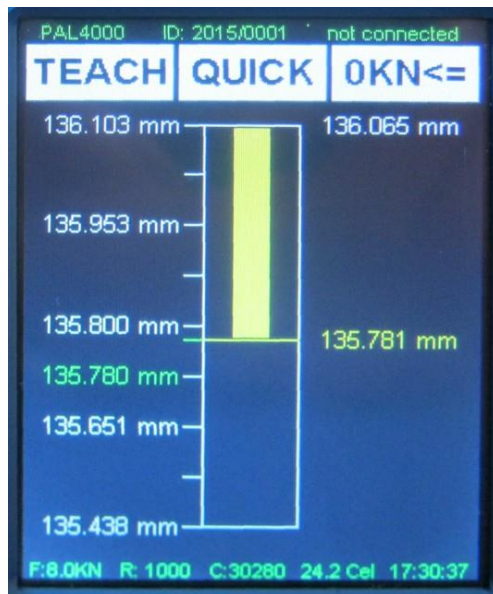 PAL4000 ID: 2015/0001 not connected
TEACH QUICK 0KN<=
136.103 mm 136.065 mm
135.953 mm
135.800 mm
135.781 mm
135.780 mm
135.651 mm
135.438 mm
F:8.0KN R: 1000 C:30280 24.2 Cel 17:30:37